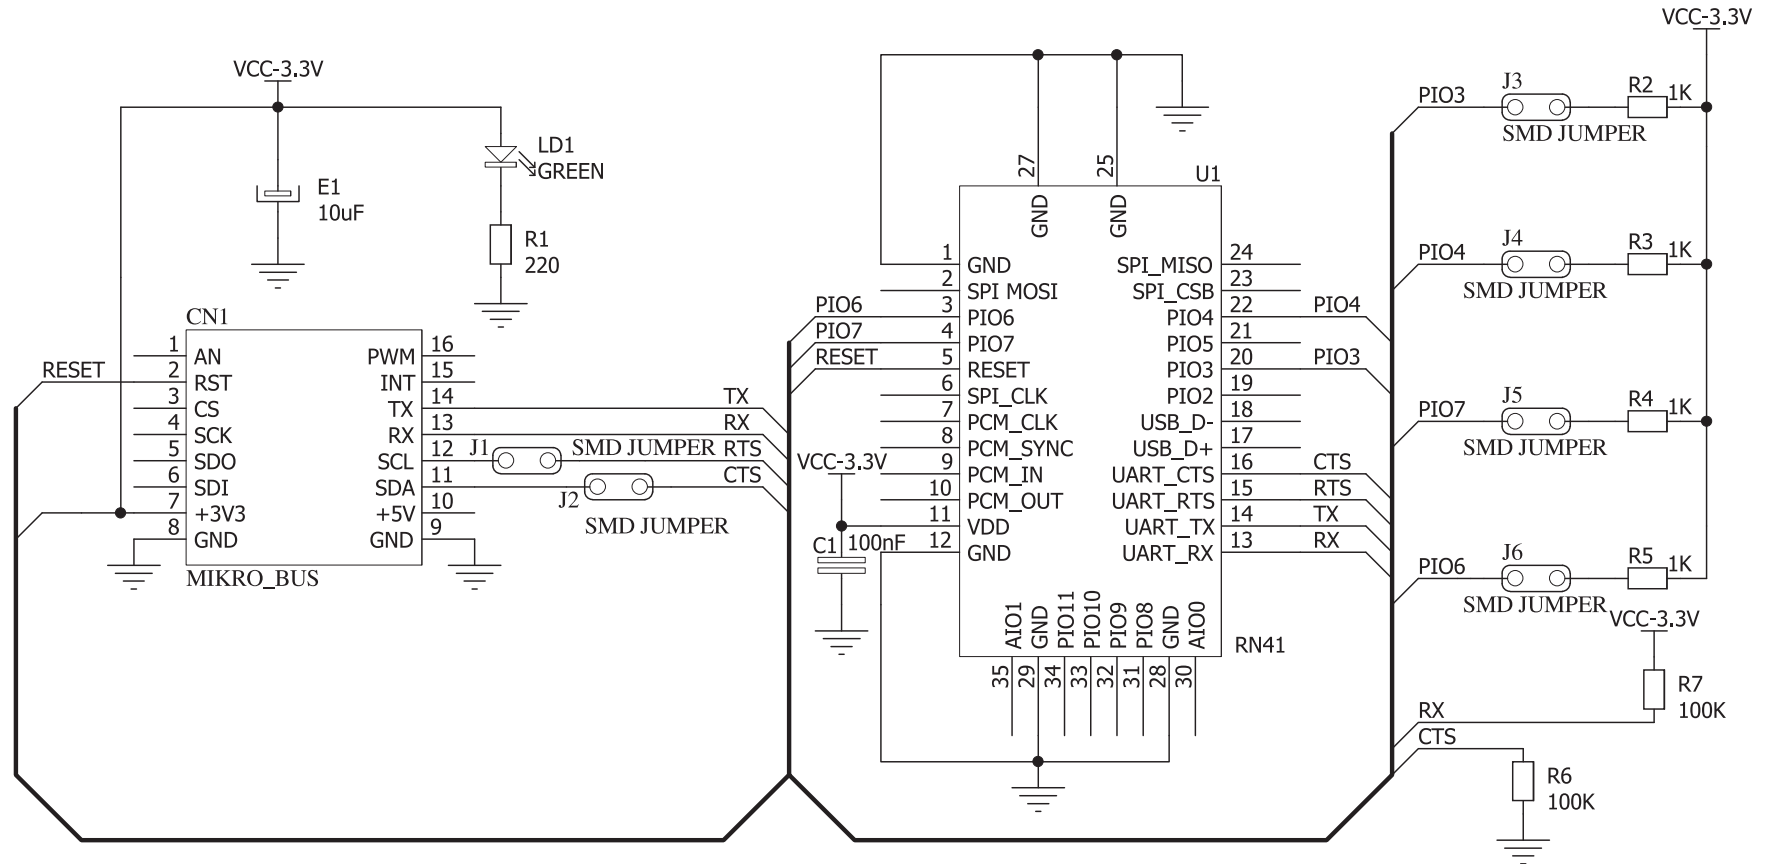 VCC-3.3V
E1
10uF
LD1
GREEN
R1
220
CN1
RESET
1 AN
2 RST
3 CS
4 SCK
5 SDO
6 SDI
7 +3V3
8 GND
PWM 16
INT 15
TX 14 TX
RX 13 RX
SCL 12 J1 SMD JUMPER RTS
SDA 11 J2 SMD JUMPER CTS
+5V 10
GND 9
MIKRO_BUS
U1
27 GND
25 GND
1 GND
2 SPI MOSI
PIO6 3 PIO6
PIO7 4 PIO7
RESET 5 RESET
6 SPI_CLK
7 PCM_CLK
8 PCM_SYNC
9 PCM_IN
10 PCM_OUT
11 VDD
12 GND
VCC-3.3V
C1 100nF
SPI_MISO 24
SPI_CSB 23
PIO4 22 PIO4
PIO5 21
PIO3 20 PIO3
PIO2 19
USB_D- 18
USB_D+ 17
UART_CTS 16 CTS
UART_RTS 15 RTS
UART_TX 14 TX
UART_RX 13 RX
AIO1 35
GND 29
PIO11 34
PIO10 33
PIO9 32
PIO8 31
GND 28
AIO0 30
RN41
VCC-3.3V
PIO3 J3 R2 1K
SMD JUMPER
PIO4 J4 R3 1K
SMD JUMPER
PIO7 J5 R4 1K
SMD JUMPER
PIO6 J6 R5 1K
SMD JUMPER
VCC-3.3V
R7
100K
RX
CTS
R6
100K